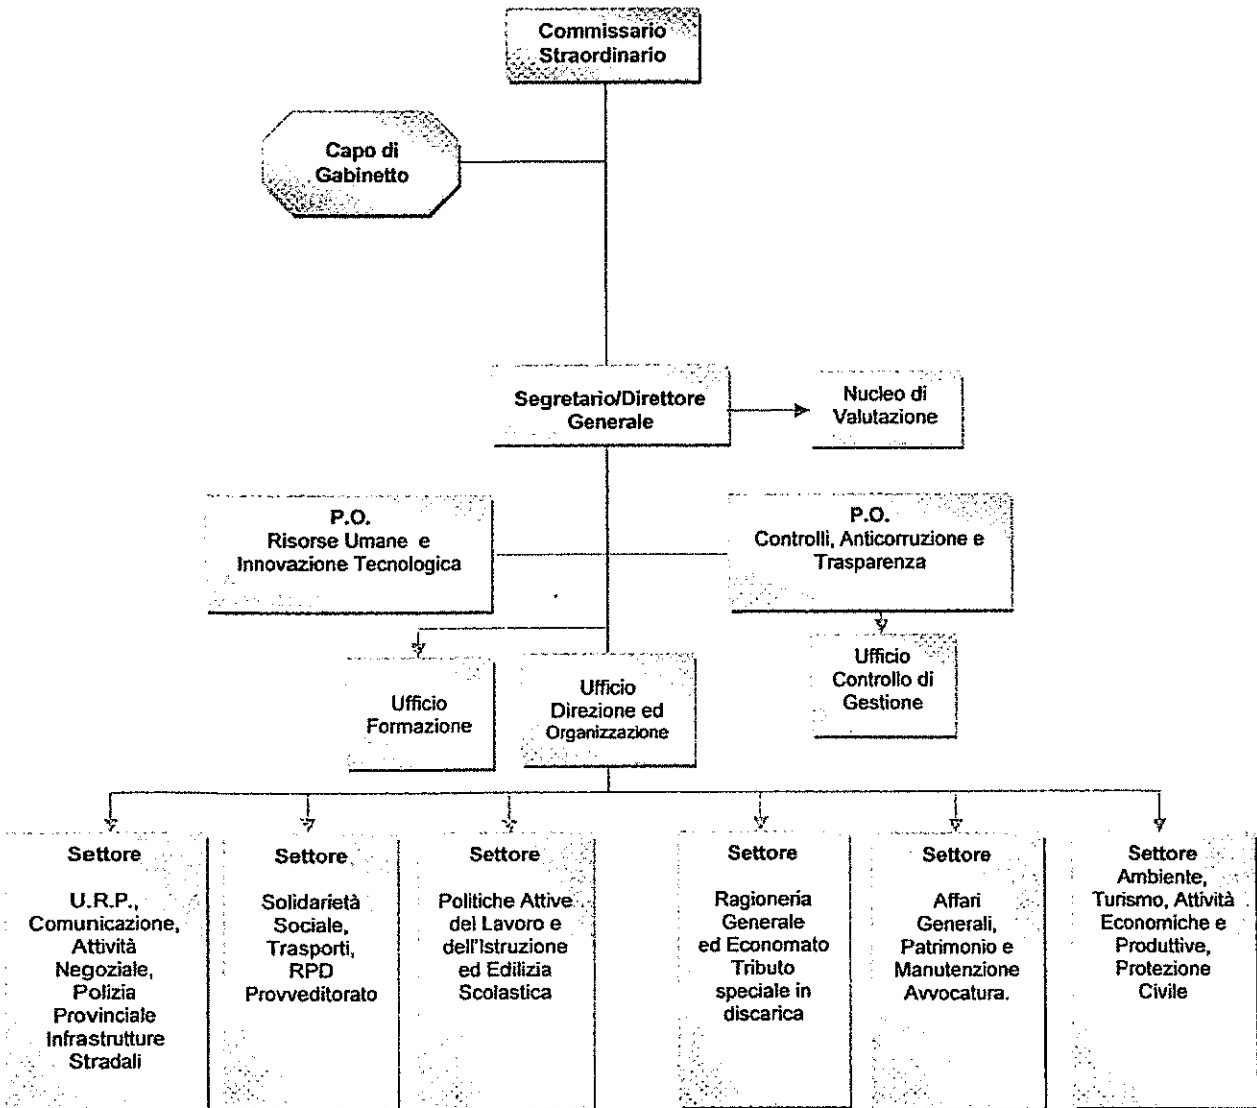 Commissario
Straordinario
Capo di
Gabinetto
Segretario/Direttore
Generale
Nucleo di
Valutazione
P.O.
Risorse Umane e
Innovazione Tecnologica
P.O.
Controlli, Anticorruzione e
Trasparenza
Ufficio
Formazione
Ufficio
Direzione ed
Organizzazione
Ufficio
Controllo di
Gestione
Settore
U.R.P.,
Comunicazione,
Attività
Negoziale,
Polizia
Provinciale
Infrastrutture
Stradali
Settore
Solidarietà
Sociale,
Trasporti,
RPD
Provveditorato
Settore
Politiche Attive
del Lavoro e
dell'Istruzione
ed Edilizia
Scolastica
Settore
Ragioneria
Generale
ed Economato
Tributo
speciale in
discarica
Settore
Affari
Generali,
Patrimonio e
Manutenzione
Avvocatura.
Settore
Ambiente,
Turismo, Attività
Economiche e
Produttive,
Protezione
Civile